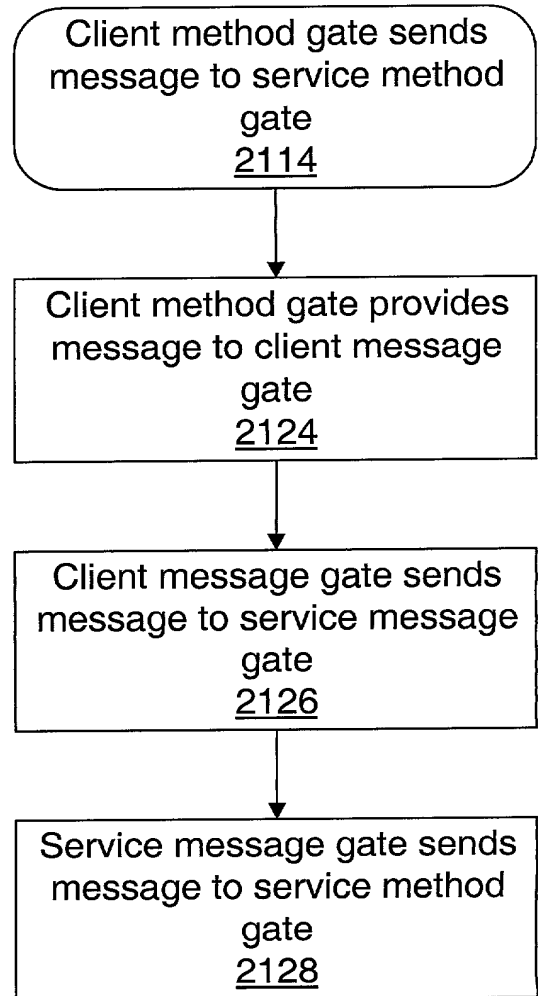 Client method gate sends
message to service method
gate
2114
Client method gate provides
message to client message
gate
2124
Client message gate sends
message to service message
gate
2126
Service message gate sends
message to service method
gate
2128